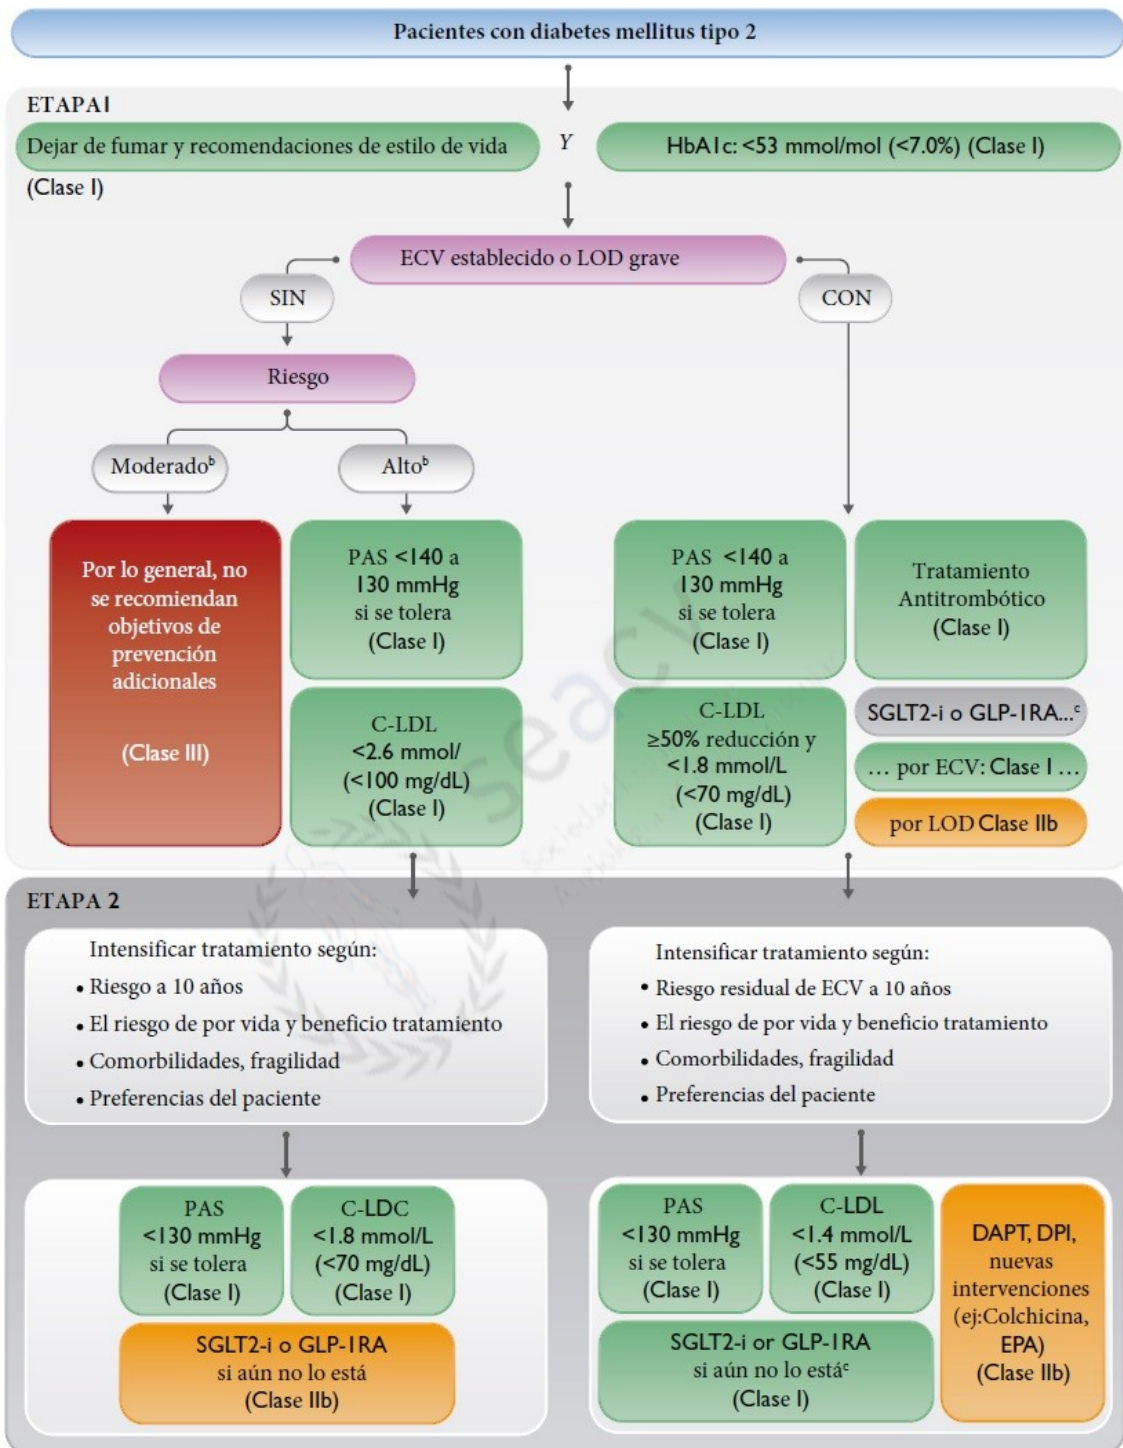 Pacientes con diabetes mellitus tipo 2
ETAPA1
Dejar de fumar y recomendaciones de estilo de vida
(Clase I)
Y
HbA1c: <53 mmol/mol (<7.0%) (Clase I)
ECV establecido o LOD grave
SIN
CON
Riesgo
Moderadoᵇ
Altoᵇ
Por lo general, no
se recomiendan
objetivos de
prevención
adicionales
(Clase III)
PAS <140 a
130 mmHg
si se tolera
(Clase I)
C-LDL
<2.6 mmol/
(<100 mg/dL)
(Clase I)
PAS <140 a
130 mmHg
si se tolera
(Clase I)
C-LDL
≥50% reducción y
<1.8 mmol/L
(<70 mg/dL)
(Clase I)
Tratamiento
Antitrombótico
(Clase I)
SGLT2-i o GLP-1RA...ᶜ
... por ECV: Clase I ...
por LOD Clase IIb
seacv
ETAPA 2
Intensificar tratamiento según:
• Riesgo a 10 años
• El riesgo de por vida y beneficio tratamiento
• Comorbilidades, fragilidad
• Preferencias del paciente
Intensificar tratamiento según:
• Riesgo residual de ECV a 10 años
• El riesgo de por vida y beneficio tratamiento
• Comorbilidades, fragilidad
• Preferencias del paciente
PAS
<130 mmHg
si se tolera
(Clase I)
C-LDC
<1.8 mmol/L
(<70 mg/dL)
(Clase I)
SGLT2-i o GLP-1RA
si aún no lo está
(Clase IIb)
PAS
<130 mmHg
si se tolera
(Clase I)
C-LDL
<1.4 mmol/L
(<55 mg/dL)
(Clase I)
SGLT2-i or GLP-1RA
si aún no lo estáᶜ
(Clase I)
DAPT, DPI,
nuevas
intervenciones
(ej:Colchicina,
EPA)
(Clase IIb)